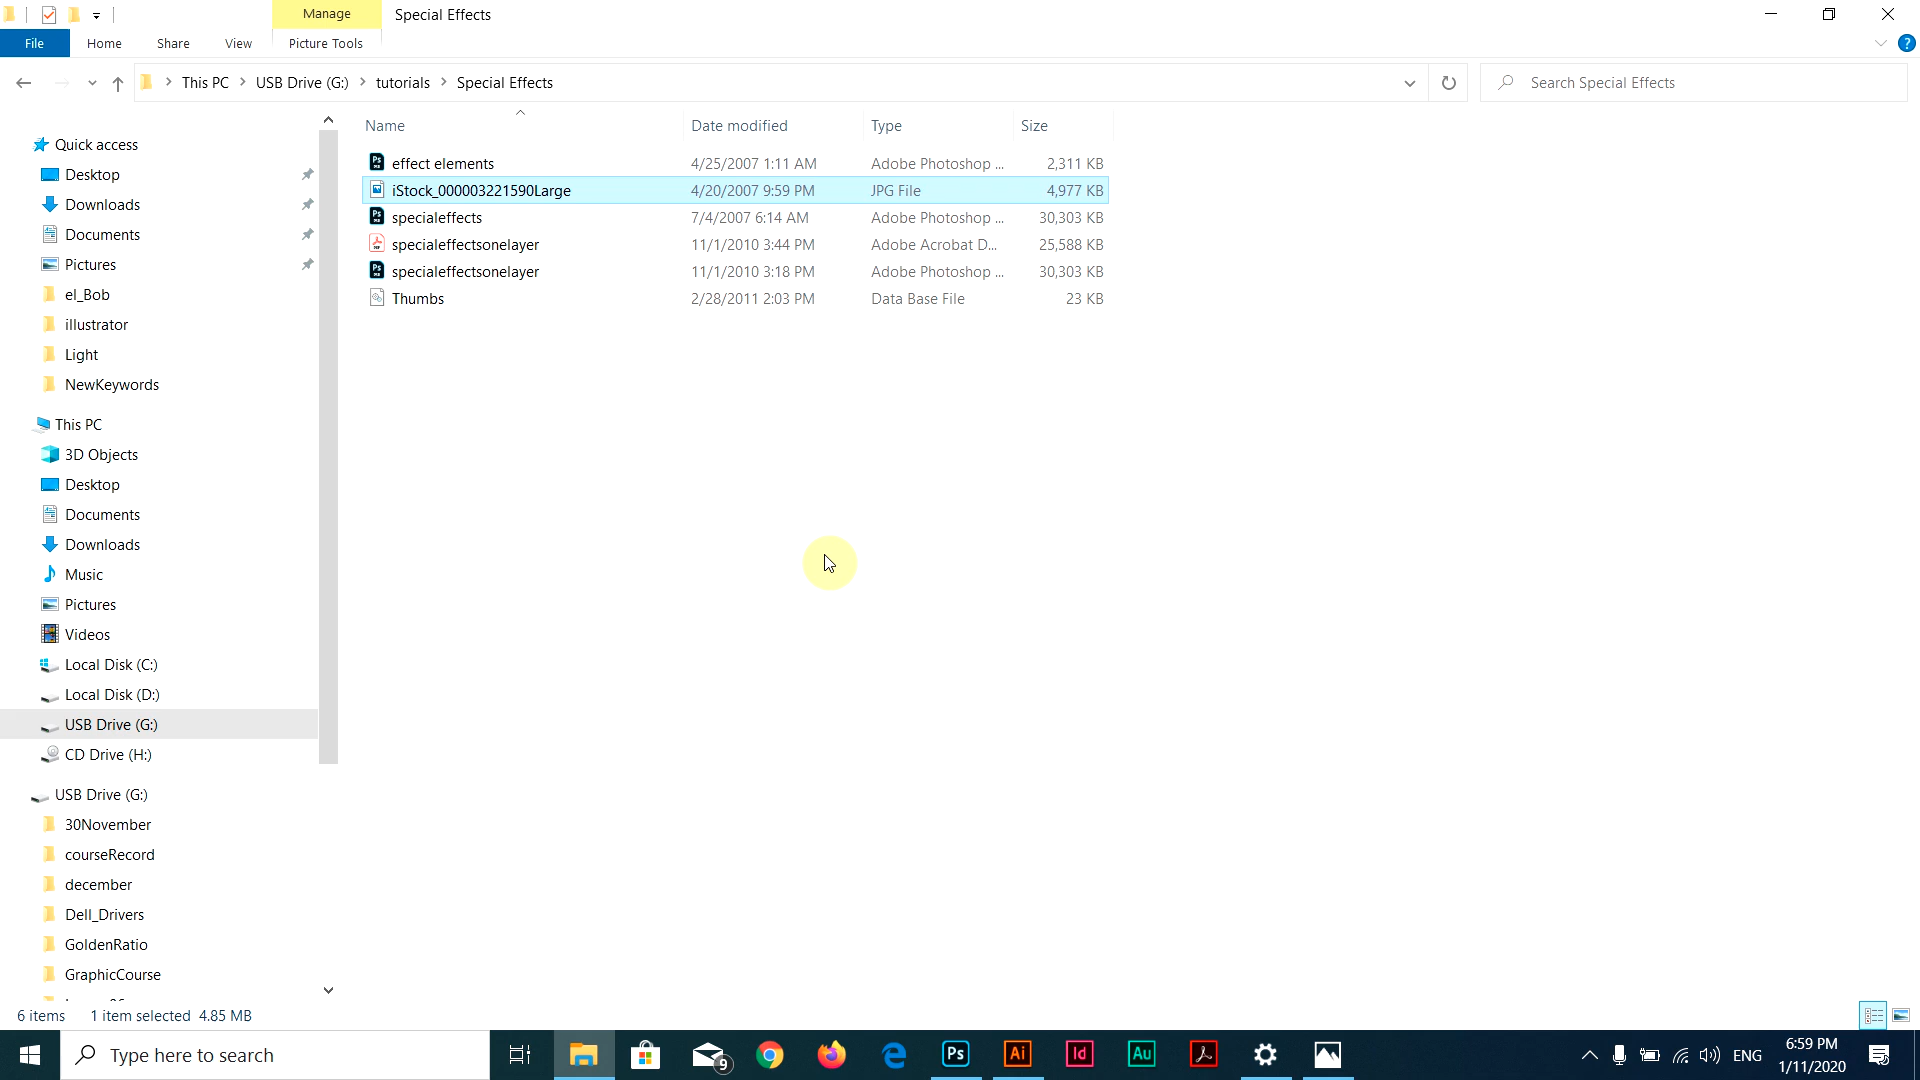 Manage
Special Effects
File
Home
Share
View
Picture Tools
This PC
USB Drive (G:)
tutorials
Special Effects
Search Special Effects
Name
Date modified
Type
Size
effect elements
4/25/2007 1:11 AM
Adobe Photoshop ...
2,311 KB
iStock_000003221590Large
4/20/2007 9:59 PM
JPG File
4,977 KB
specialeffects
7/4/2007 6:14 AM
Adobe Photoshop ...
30,303 KB
specialeffectsonelayer
11/1/2010 3:44 PM
Adobe Acrobat D...
25,588 KB
specialeffectsonelayer
11/1/2010 3:18 PM
Adobe Photoshop ...
30,303 KB
Thumbs
2/28/2011 2:03 PM
Data Base File
23 KB
Quick access
Desktop
Downloads
Documents
Pictures
el_Bob
illustrator
Light
NewKeywords
This PC
3D Objects
Desktop
Documents
Downloads
Music
Pictures
Videos
Local Disk (C:)
Local Disk (D:)
USB Drive (G:)
CD Drive (H:)
USB Drive (G:)
30November
courseRecord
december
Dell_Drivers
GoldenRatio
GraphicCourse
6 items
1 item selected 4.85 MB
Type here to search
9
Ps
Ai
Id
Au
ENG
6:59 PM
1/11/2020